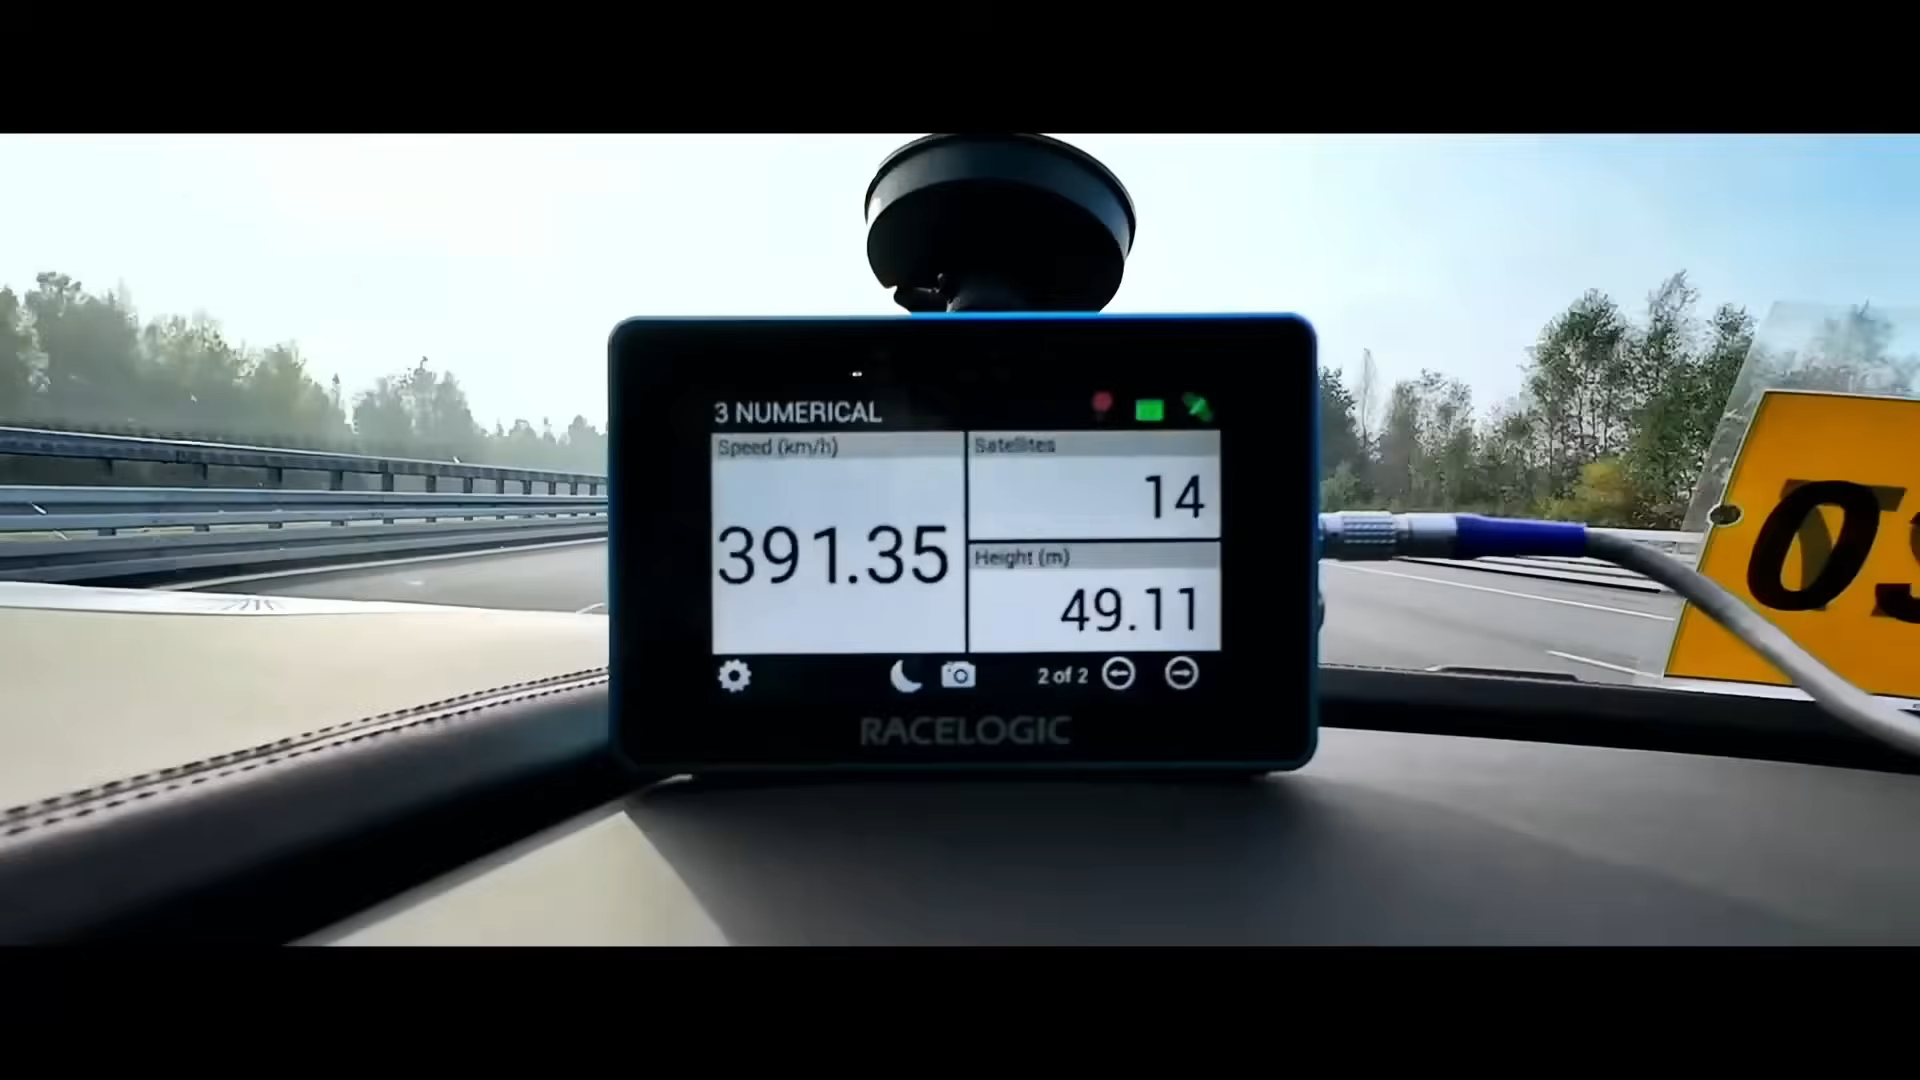 3 NUMERICAL
Speed (km/h)
391.35
Satellites
14
Height (m)
49.11
2 of 2
RACELOGIC